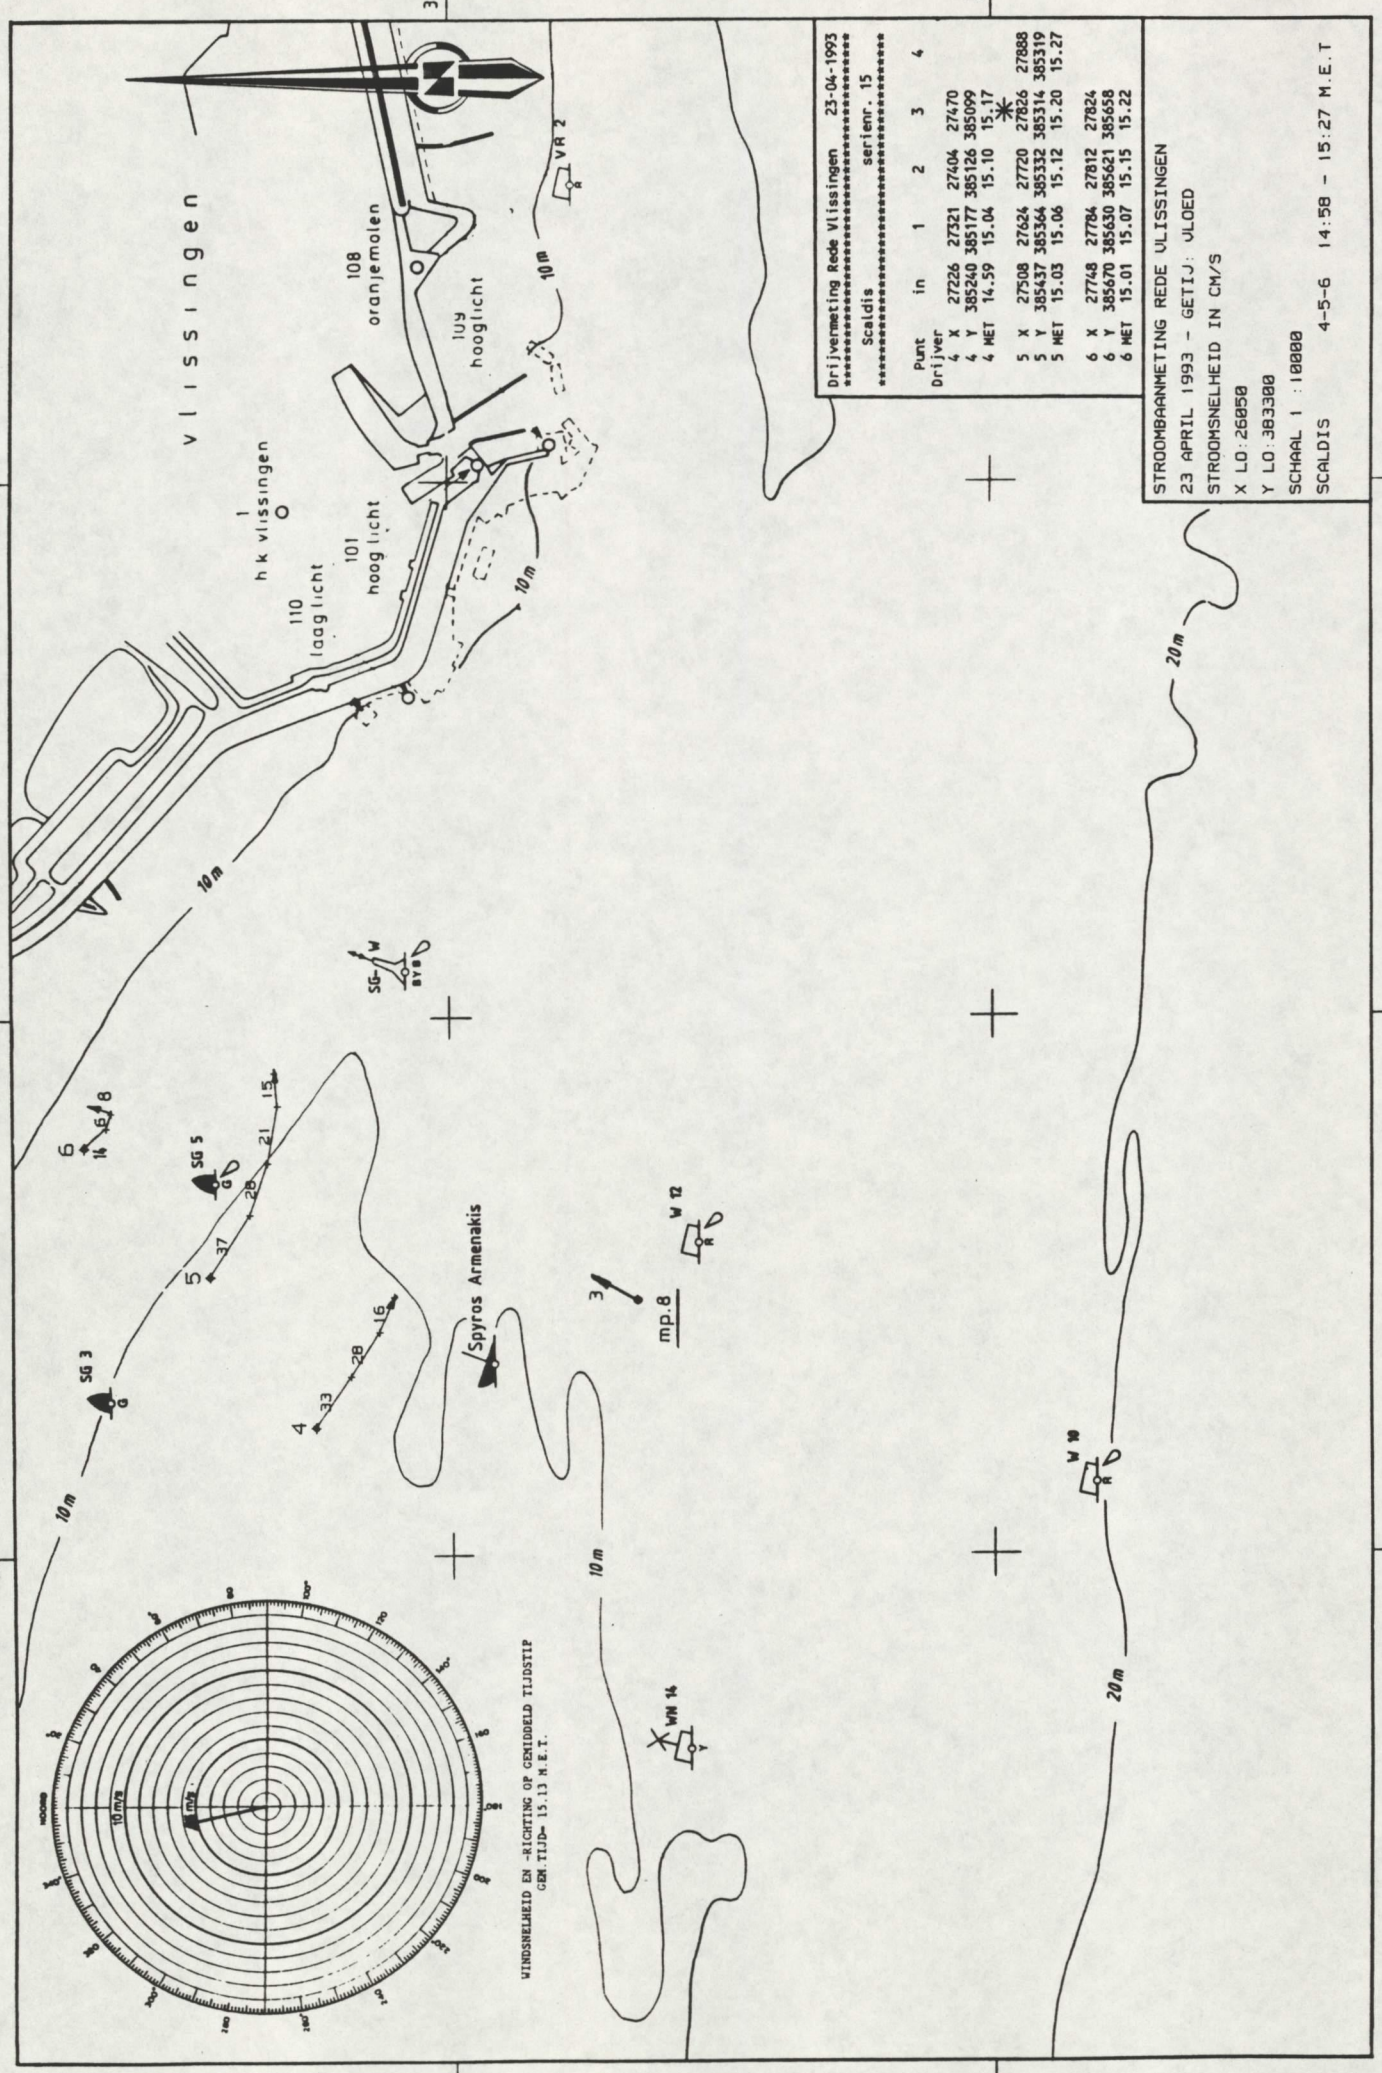 vlissingen
1
h k vlissingen
110
laag licht
101
hoog licht
108
oranjemolen
hooglicht
VR 2
R
10m
10m
10m
10m
10m
20m
20m
SG-W
BYB
SG 5
G
SG 3
G
6
14
6
8
5
37
21
15
4
33
28
16
Spyros Armenakis
3
mp.8
W 12
R
W 10
R
WN 14
Y
NOORD
10 m/s
WINDSNELHEID EN -RICHTING OP GEMIDDELD TIJDSTIP
GEM.TIJD= 15.13 M.E.T.
Drijvermeting Rede Vlissingen 23-04-1993
Scaldis serienr. 15
Punt in 1 2 3 4
Drijver
4 X 27226 27321 27404 27470
4 Y 385240 385177 385126 385099
4 MET 14.59 15.04 15.10 15.17
5 X 27508 27624 27720 27826 27888
5 Y 385437 385364 385332 385314 385319
5 MET 15.03 15.06 15.12 15.20 15.27
6 X 27748 27784 27812 27824
6 Y 385670 385630 385621 385658
6 MET 15.01 15.07 15.15 15.22
STROOMBAANMETING REDE VLISSINGEN
23 APRIL 1993 - GETIJ: VLOED
STROOMSNELHEID IN CM/S
X LO: 26050
Y LO: 383300
SCHAAL 1 : 10000
SCALDIS 4-5-6 14:58 - 15:27 M.E.T